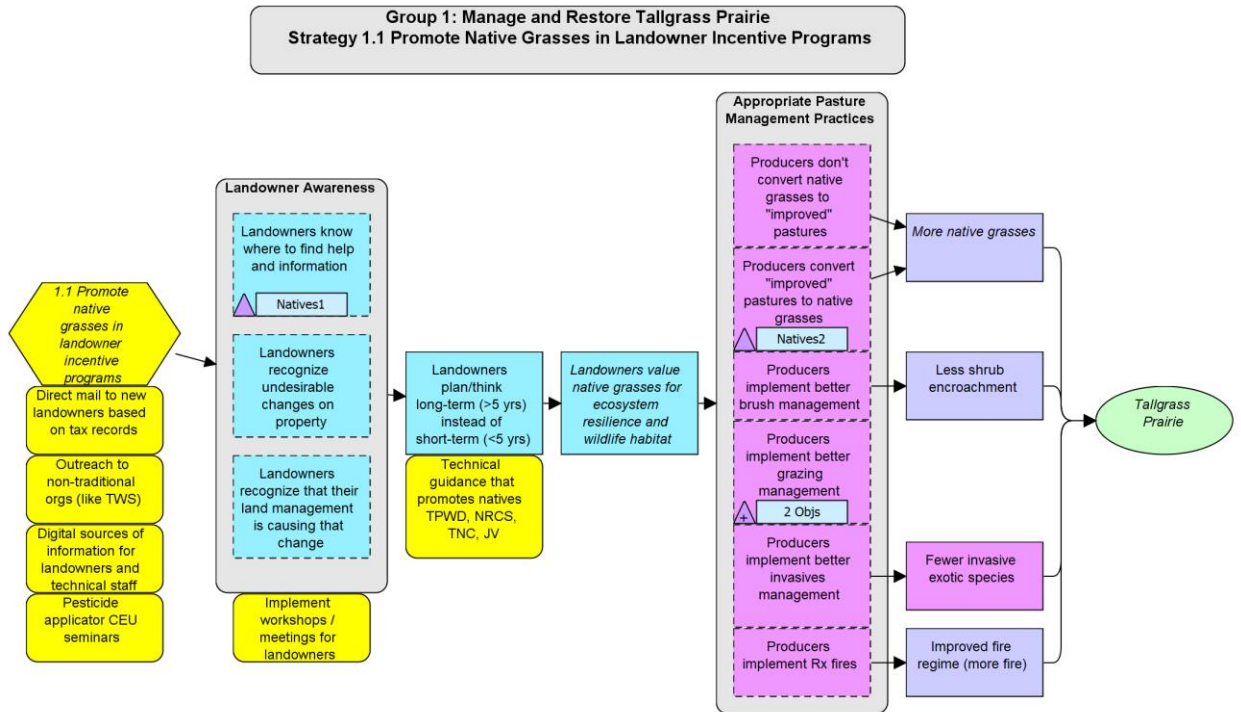 Group 1: Manage and Restore Tallgrass Prairie
Strategy 1.1 Promote Native Grasses in Landowner Incentive Programs
1.1 Promote
native
grasses in
landowner
incentive
programs
Direct mail to new
landowners based
on tax records
Outreach to
non-traditional
orgs (like TWS)
Digital sources of
information for
landowners and
technical staff
Pesticide
applicator CEU
seminars
Landowner Awareness
Landowners know
where to find help
and information
Natives1
Landowners
recognize
undesirable
changes on
property
Landowners
recognize that their
land management
is causing that
change
Implement
workshops /
meetings for
landowners
Landowners
plan/think
long-term (>5 yrs)
instead of
short-term (<5 yrs)
Technical
guidance that
promotes natives
TPWD, NRCS,
TNC, JV
Landowners value
native grasses for
ecosystem
resilience and
wildlife habitat
Appropriate Pasture
Management Practices
Producers don't
convert native
grasses to
"improved"
pastures
Producers convert
"improved"
pastures to native
grasses
Natives2
Producers
implement better
brush management
Producers
implement better
grazing
management
+
2 Objs
Producers
implement better
invasives
management
Producers
implement Rx fires
More native grasses
Less shrub
encroachment
Fewer invasive
exotic species
Improved fire
regime (more fire)
Tallgrass
Prairie